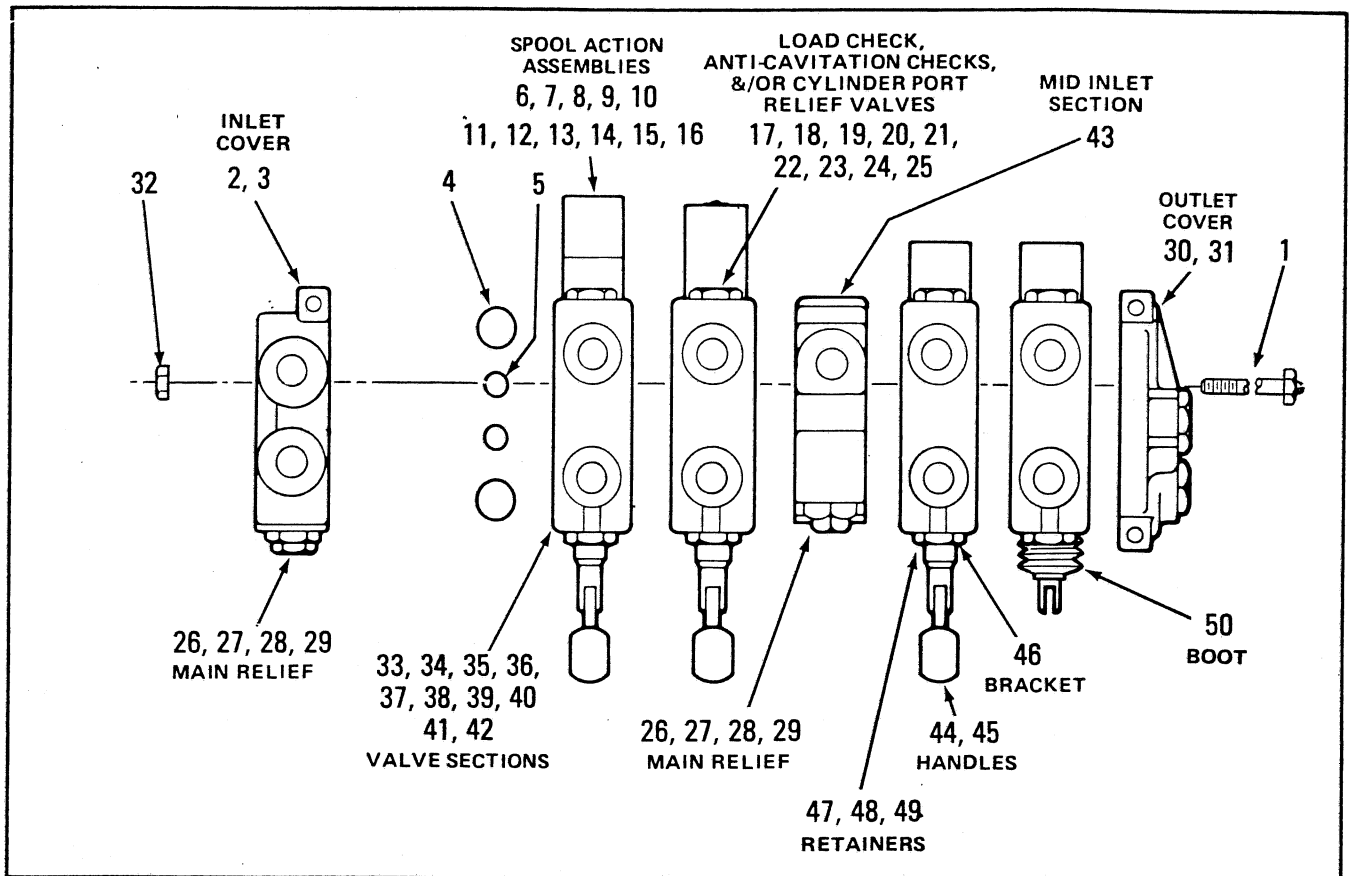 SPOOL ACTION
ASSEMBLIES
6, 7, 8, 9, 10
11, 12, 13, 14, 15, 16
LOAD CHECK,
ANTI-CAVITATION CHECKS,
&/OR CYLINDER PORT
RELIEF VALVES
17, 18, 19, 20, 21,
22, 23, 24, 25
MID INLET
SECTION
43
INLET
COVER
2, 3
32
4
5
OUTLET
COVER
30, 31
1
26, 27, 28, 29
MAIN RELIEF
33, 34, 35, 36,
37, 38, 39, 40
41, 42
VALVE SECTIONS
26, 27, 28, 29
MAIN RELIEF
44, 45
HANDLES
46
BRACKET
50
BOOT
47, 48, 49
RETAINERS